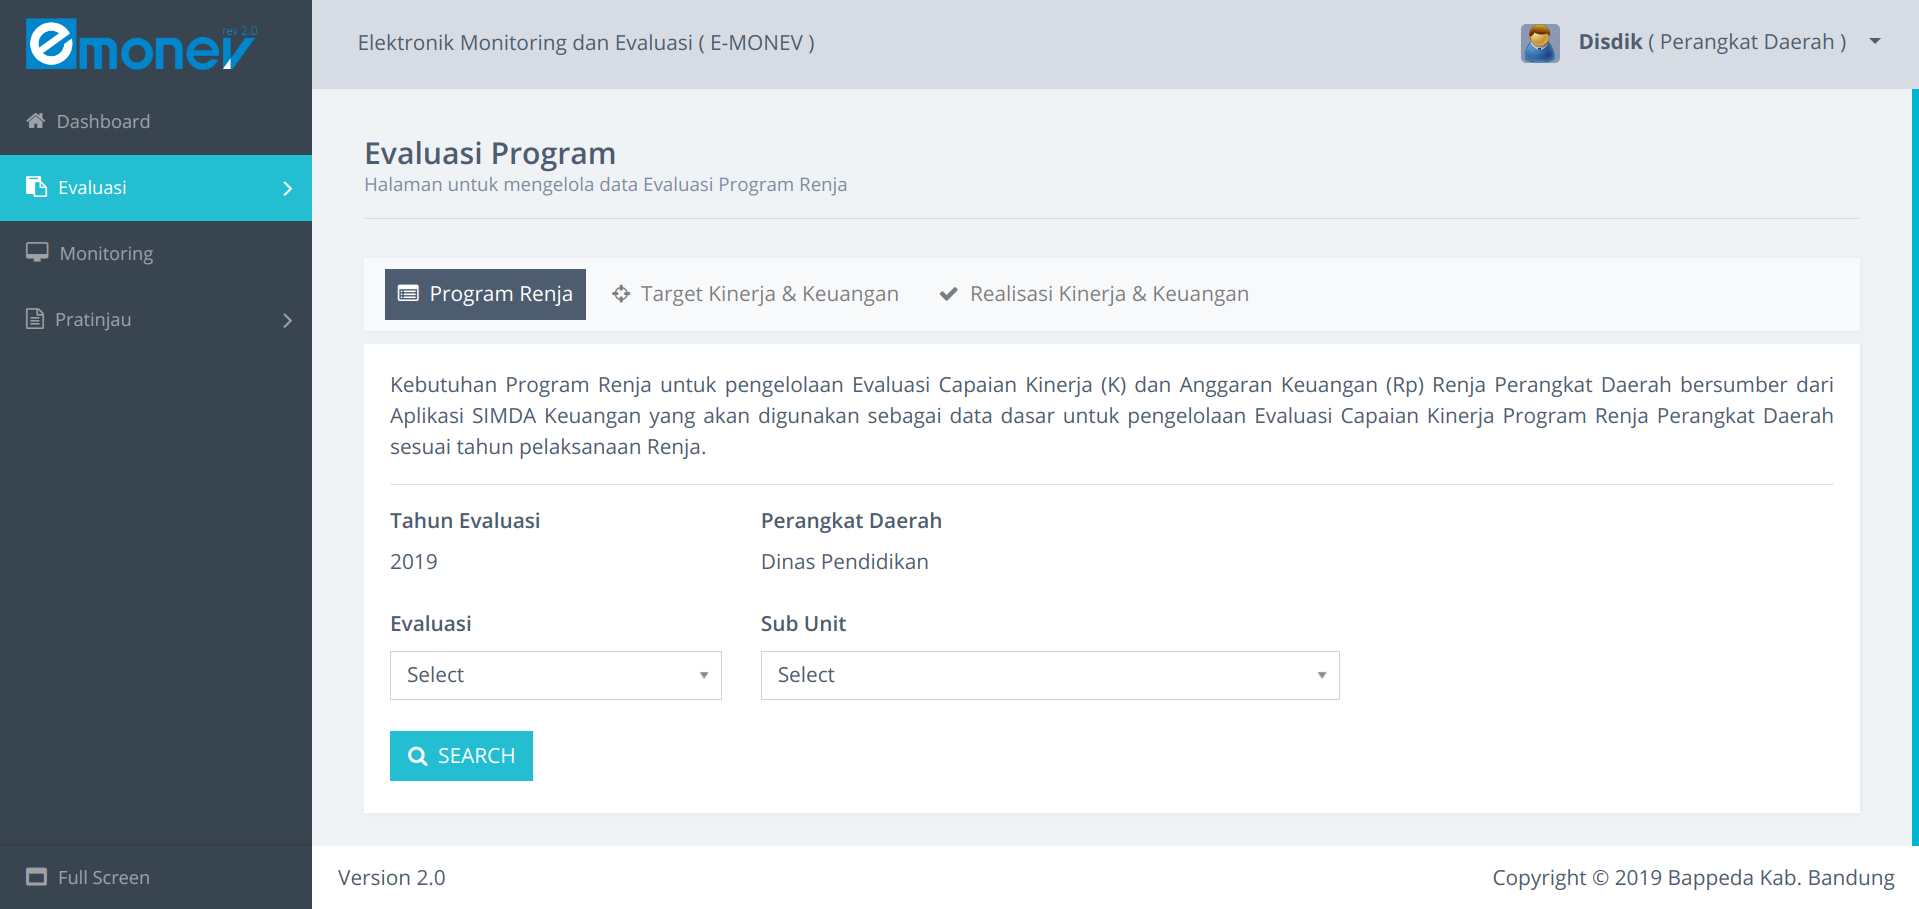 emonev rev 2.0
Elektronik Monitoring dan Evaluasi ( E-MONEV )
Disdik ( Perangkat Daerah )
Dashboard
Evaluasi
Monitoring
Pratinjau
Full Screen
Evaluasi Program
Halaman untuk mengelola data Evaluasi Program Renja
Program Renja
Target Kinerja & Keuangan
Realisasi Kinerja & Keuangan
Kebutuhan Program Renja untuk pengelolaan Evaluasi Capaian Kinerja (K) dan Anggaran Keuangan (Rp) Renja Perangkat Daerah bersumber dari
Aplikasi SIMDA Keuangan yang akan digunakan sebagai data dasar untuk pengelolaan Evaluasi Capaian Kinerja Program Renja Perangkat Daerah
sesuai tahun pelaksanaan Renja.
Tahun Evaluasi
2019
Perangkat Daerah
Dinas Pendidikan
Evaluasi
Select
Sub Unit
Select
SEARCH
Version 2.0
Copyright © 2019 Bappeda Kab. Bandung